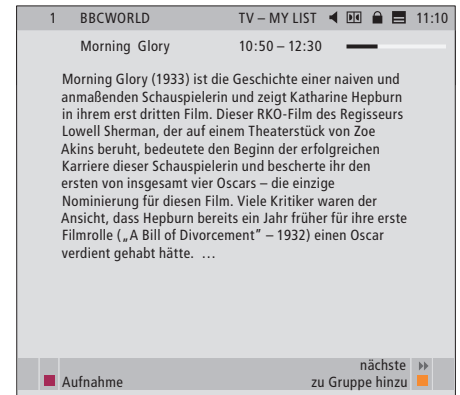 1 BBCWORLD TV – MY LIST 11:10
Morning Glory 10:50 – 12:30
Morning Glory (1933) ist die Geschichte einer naiven und
anmaßenden Schauspielerin und zeigt Katharine Hepburn
in ihrem erst dritten Film. Dieser RKO-Film des Regisseurs
Lowell Sherman, der auf einem Theaterstück von Zoe
Akins beruht, bedeutete den Beginn der erfolgreichen
Karriere dieser Schauspielerin und bescherte ihr den
ersten von insgesamt vier Oscars – die einzige
Nominierung für diesen Film. Viele Kritiker waren der
Ansicht, dass Hepburn bereits ein Jahr früher für ihre erste
Filmrolle („A Bill of Divorcement” – 1932) einen Oscar
verdient gehabt hätte. …
nächste
Aufnahme zu Gruppe hinzu